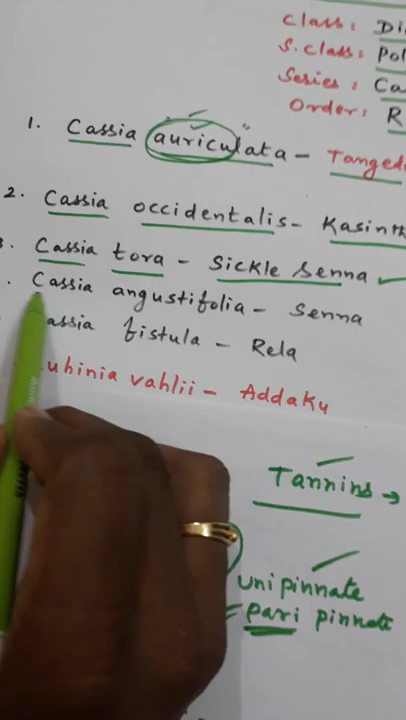 Class: Di
S.class: Pol
Series: Ca
Order: R
1. Cassia auriculata - Tanged
2. Cassia occidentalis - Kasinth
3. Cassia tora - Sickle Senna
. Cassia angustifolia - Senna
assia fistula - Rela
uhinia vahlii - Addaku
Tannins →
unipinnate
= pari pinnate